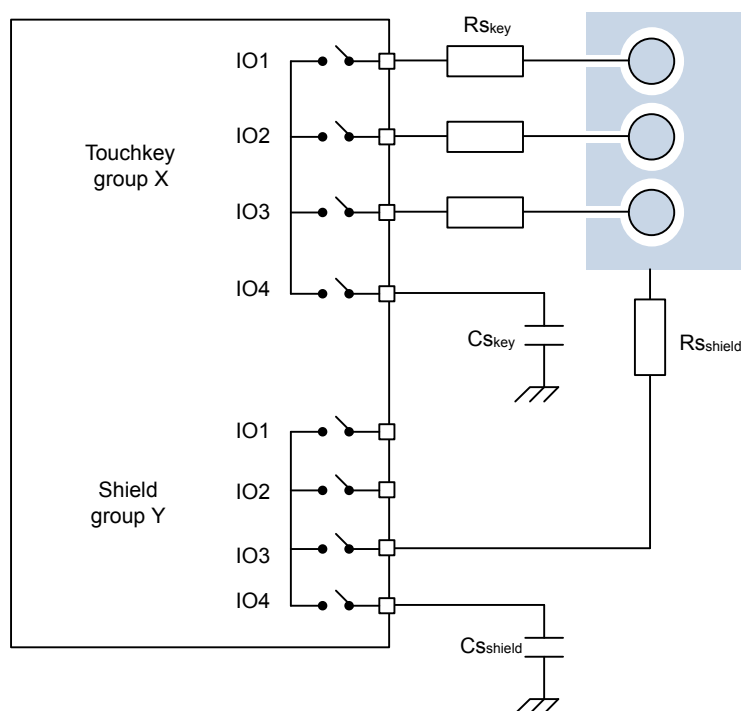 Rskey
IO1
IO2
Touchkey
group X
IO3
IO4
Cskey
Rsshield
IO1
Shield
group Y
IO2
IO3
IO4
Csshield